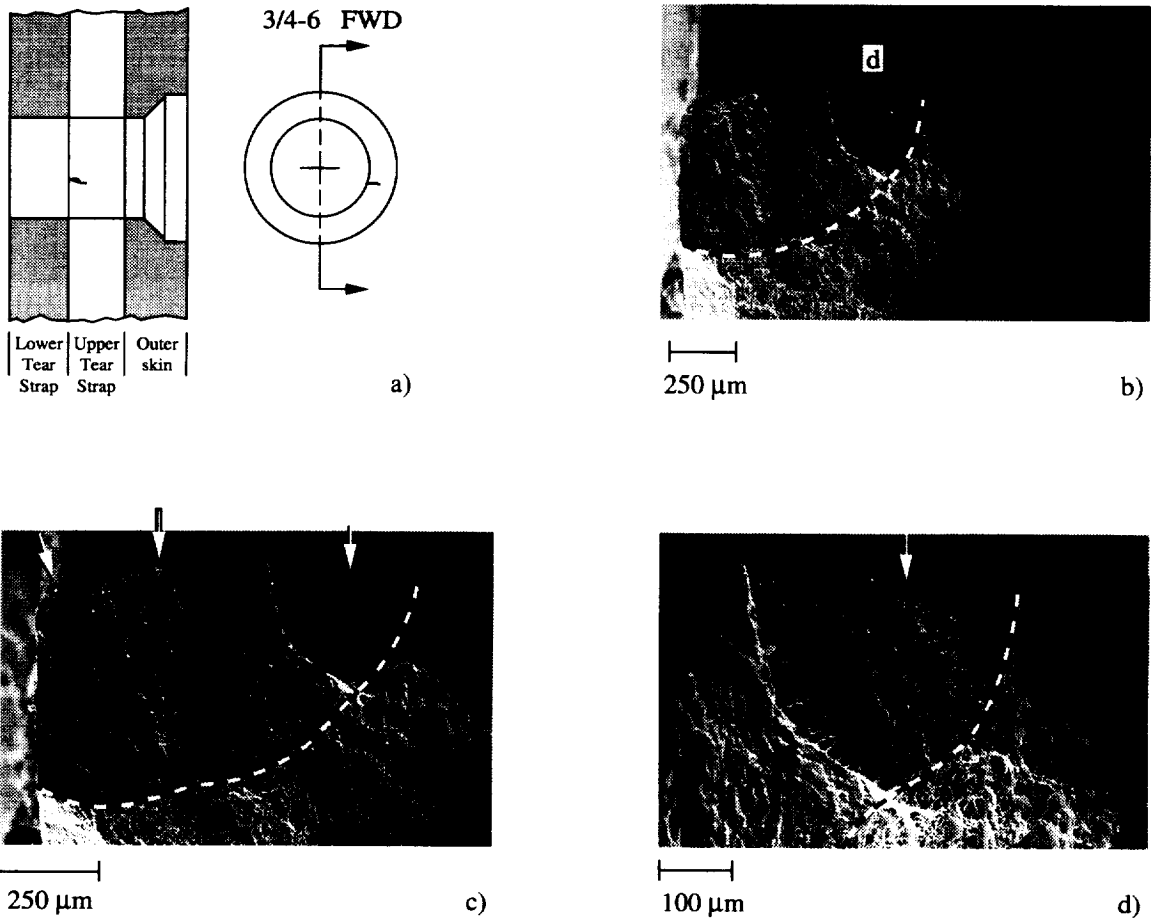 3/4-6 FWD
Lower Upper Outer
Tear Tear skin
Strap Strap
a)
d
250 μm
b)
250 μm
c)
100 μm
d)